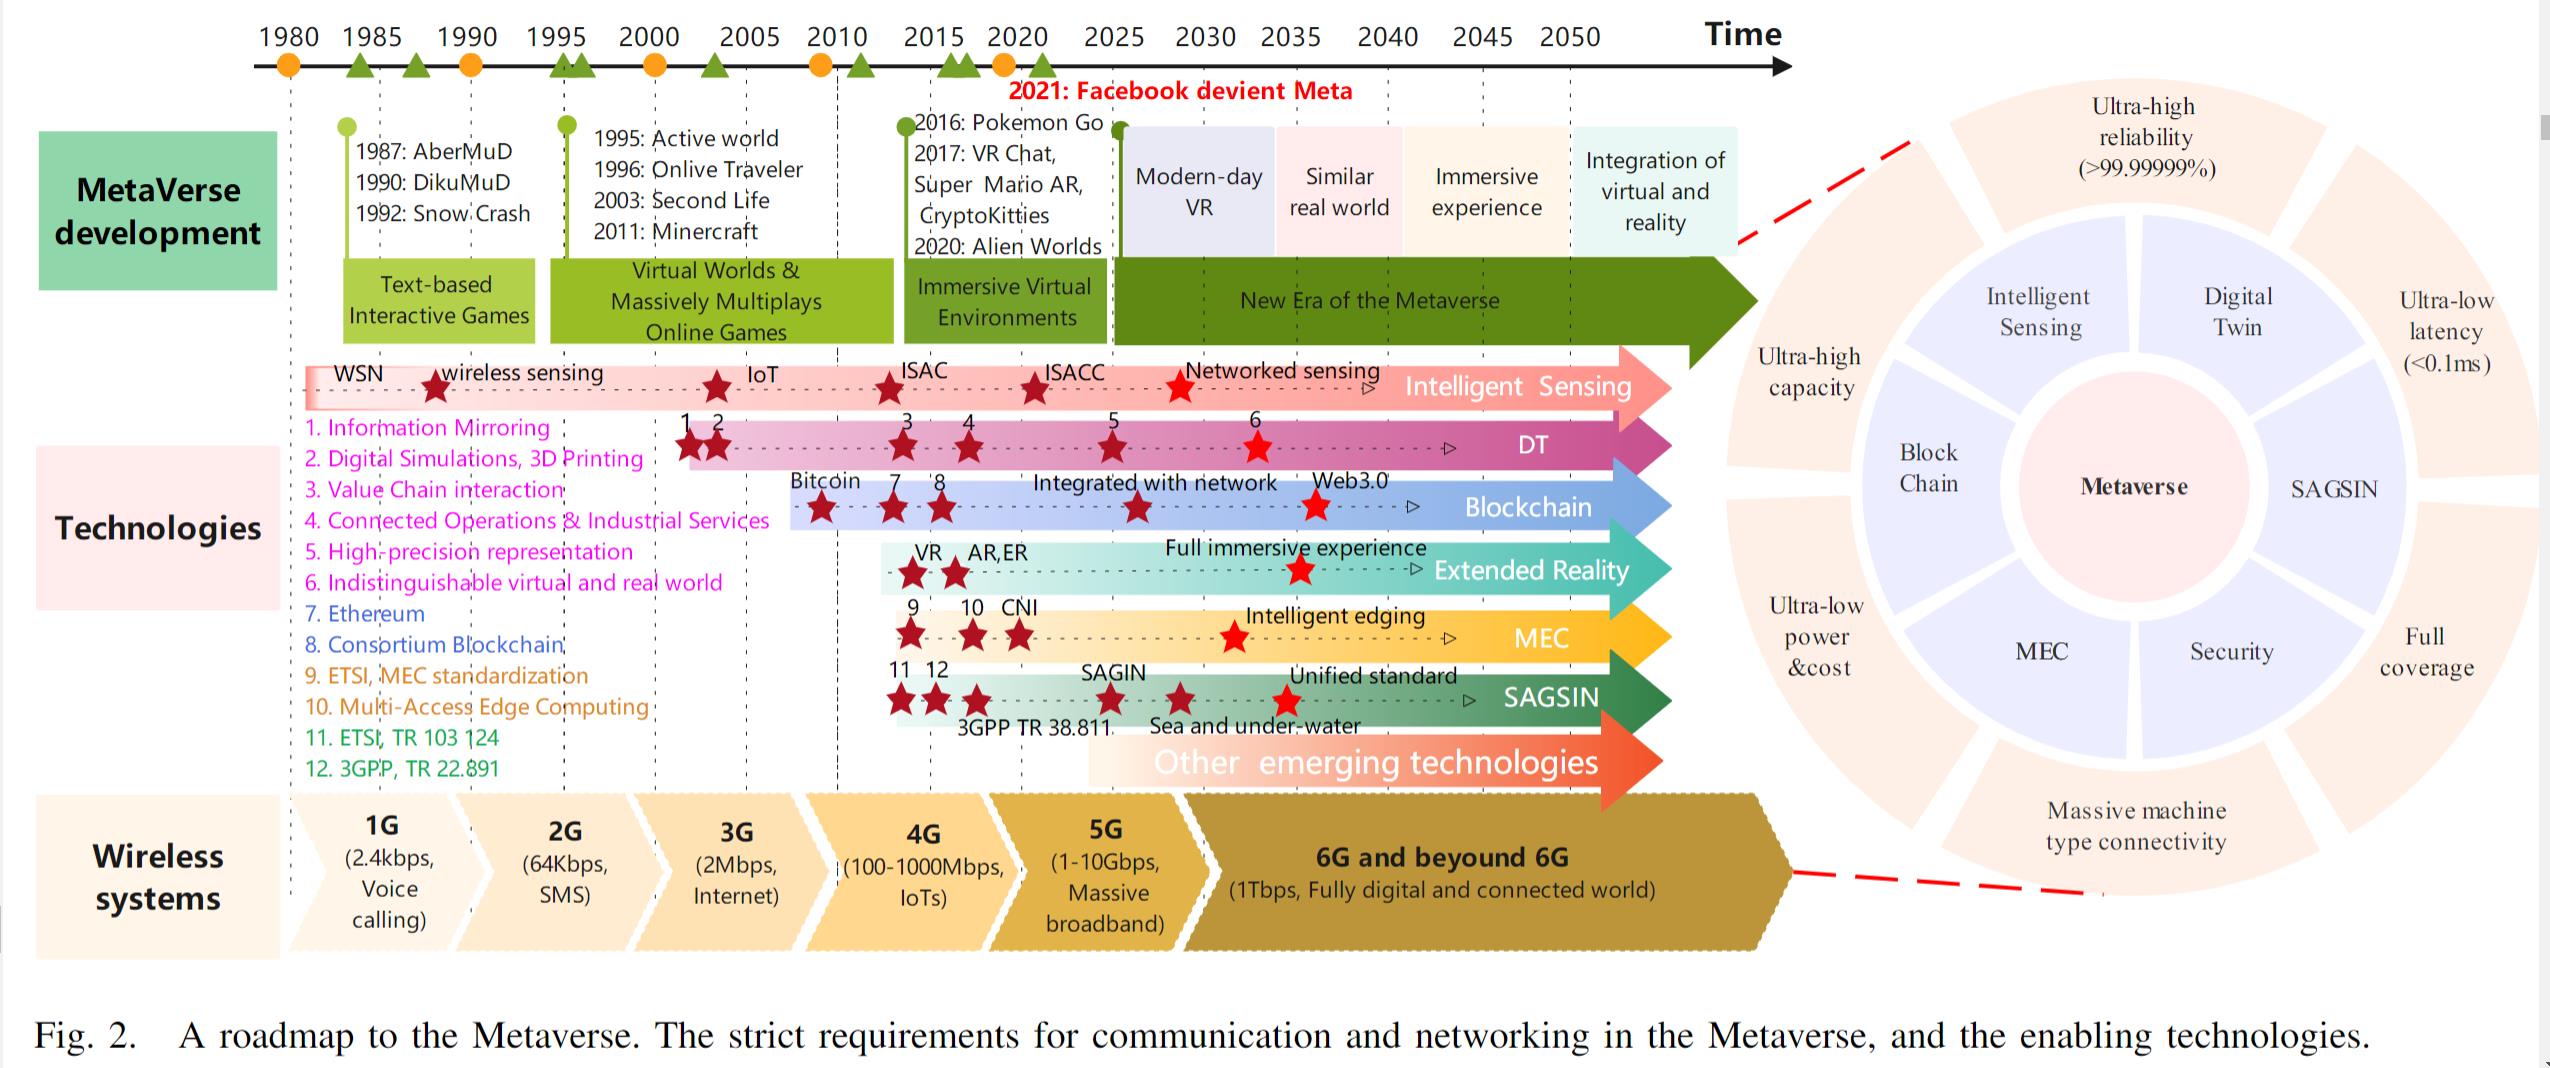 1980 1985 1990 1995 2000 2005 2010 2015 2020 2025 2030 2035 2040 2045 2050 Time
2021: Facebook devient Meta
MetaVerse
development
1987: AberMuD
1990: DikuMuD
1992: Snow Crash
1995: Active world
1996: Onlive Traveler
2003: Second Life
2011: Minercraft
2016: Pokemon Go
2017: VR Chat,
Super Mario AR,
CryptoKitties
2020: Alien Worlds
Modern-day
VR
Similar
real world
Immersive
experience
Integration of
virtual and
reality
Text-based
Interactive Games
Virtual Worlds &
Massively Multiplays
Online Games
Immersive Virtual
Environments
New Era of the Metaverse
Technologies
WSN wireless sensing IoT ISAC ISACC Networked sensing Intelligent Sensing
1 2 3 4 5 6 DT
Bitcoin 7 8 Integrated with network Web3.0 Blockchain
VR AR,ER Full immersive experience Extended Reality
9 10 CNI Intelligent edging MEC
11 12 SAGIN Unified standard SAGSIN
3GPP TR 38.811 Sea and under-water
Other emerging technologies
1. Information Mirroring
2. Digital Simulations, 3D Printing
3. Value Chain interaction
4. Connected Operations & Industrial Services
5. High-precision representation
6. Indistinguishable virtual and real world
7. Ethereum
8. Consortium Blockchain
9. ETSI, MEC standardization
10. Multi-Access Edge Computing
11. ETSI, TR 103 124
12. 3GPP, TR 22.891
Wireless
systems
1G
(2.4kbps,
Voice
calling)
2G
(64Kbps,
SMS)
3G
(2Mbps,
Internet)
4G
(100-1000Mbps,
IoTs)
5G
(1-10Gbps,
Massive
broadband)
6G and beyound 6G
(1Tbps, Fully digital and connected world)
Ultra-high
reliability
(>99.99999%)
Ultra-low
latency
(<0.1ms)
Full
coverage
Massive machine
type connectivity
Ultra-low
power
&cost
Ultra-high
capacity
Intelligent
Sensing
Digital
Twin
SAGSIN
Security
MEC
Block
Chain
Metaverse
Fig. 2. A roadmap to the Metaverse. The strict requirements for communication and networking in the Metaverse, and the enabling technologies.